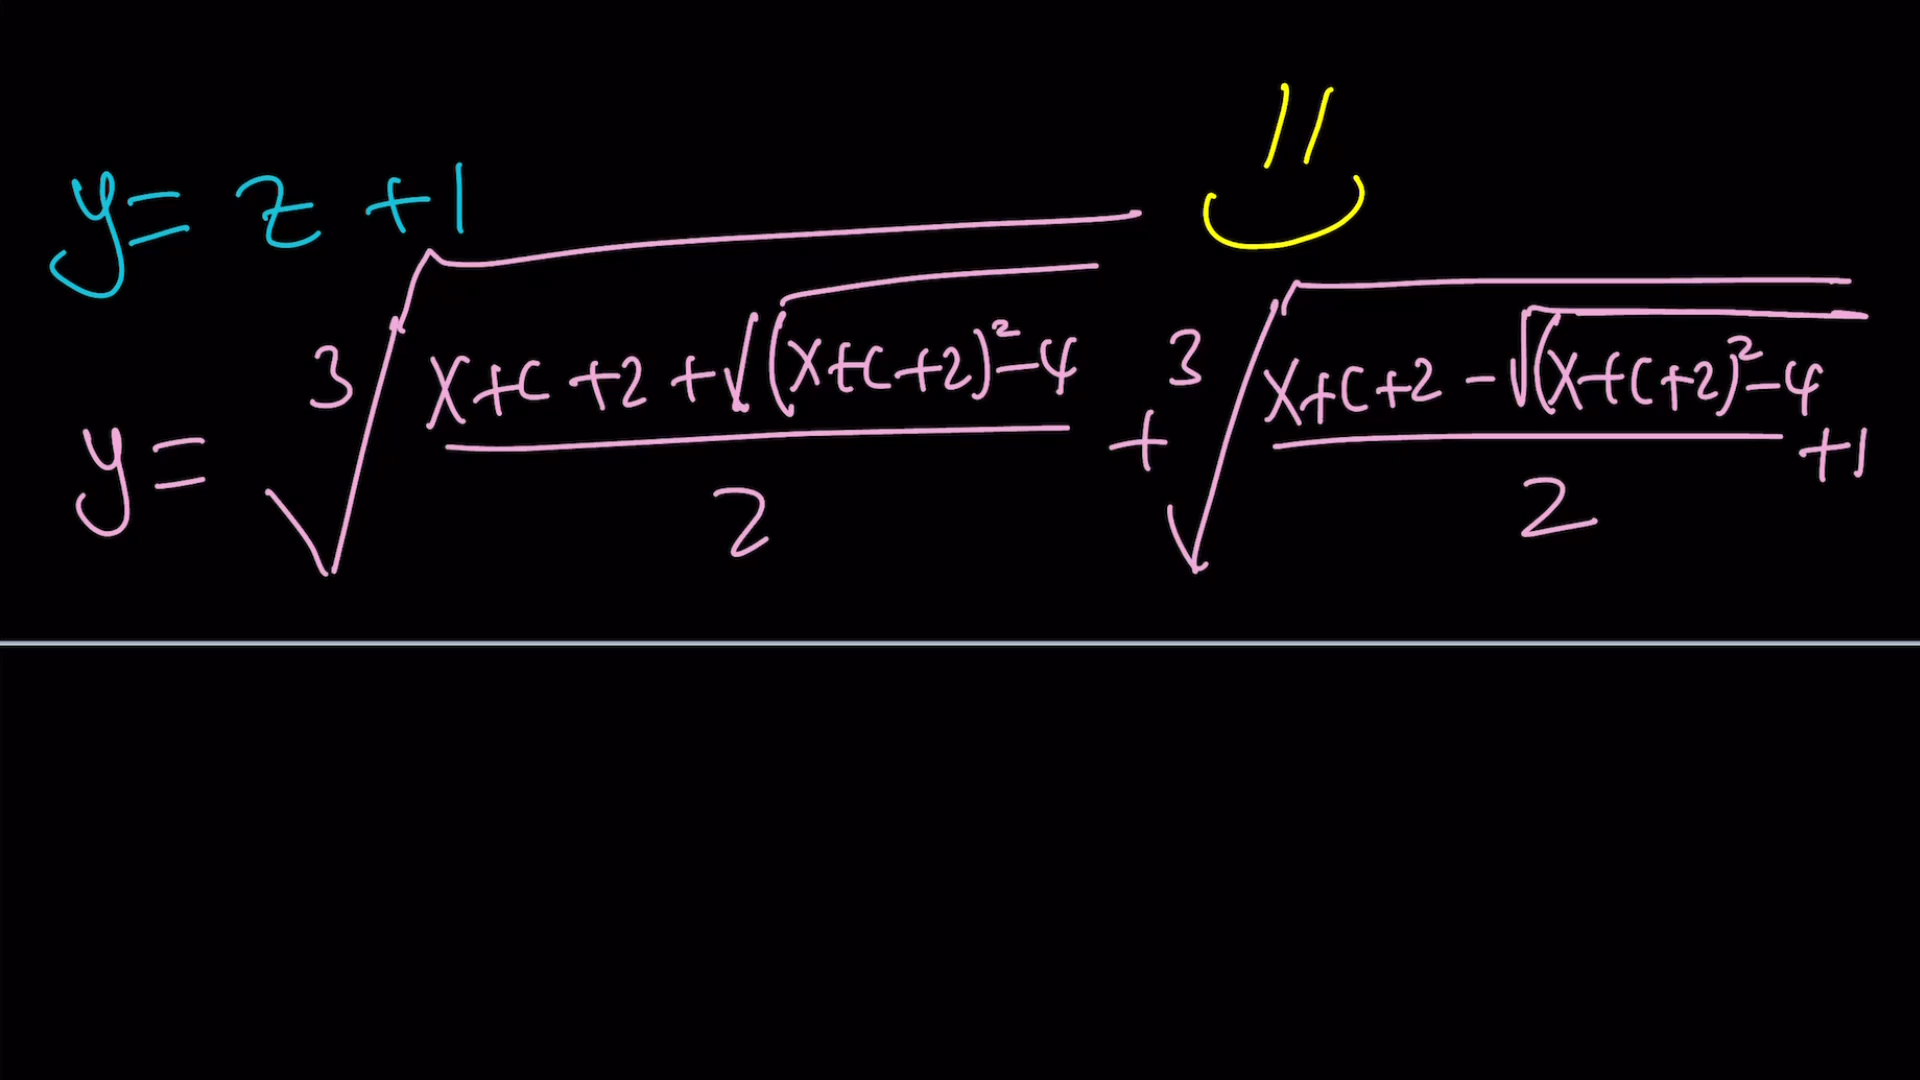 y = z + 1
y = ∛((x+c+2+√((x+c+2)²-4))/2) + ∛((x+c+2-√((x+c+2)²-4))/2) + 1